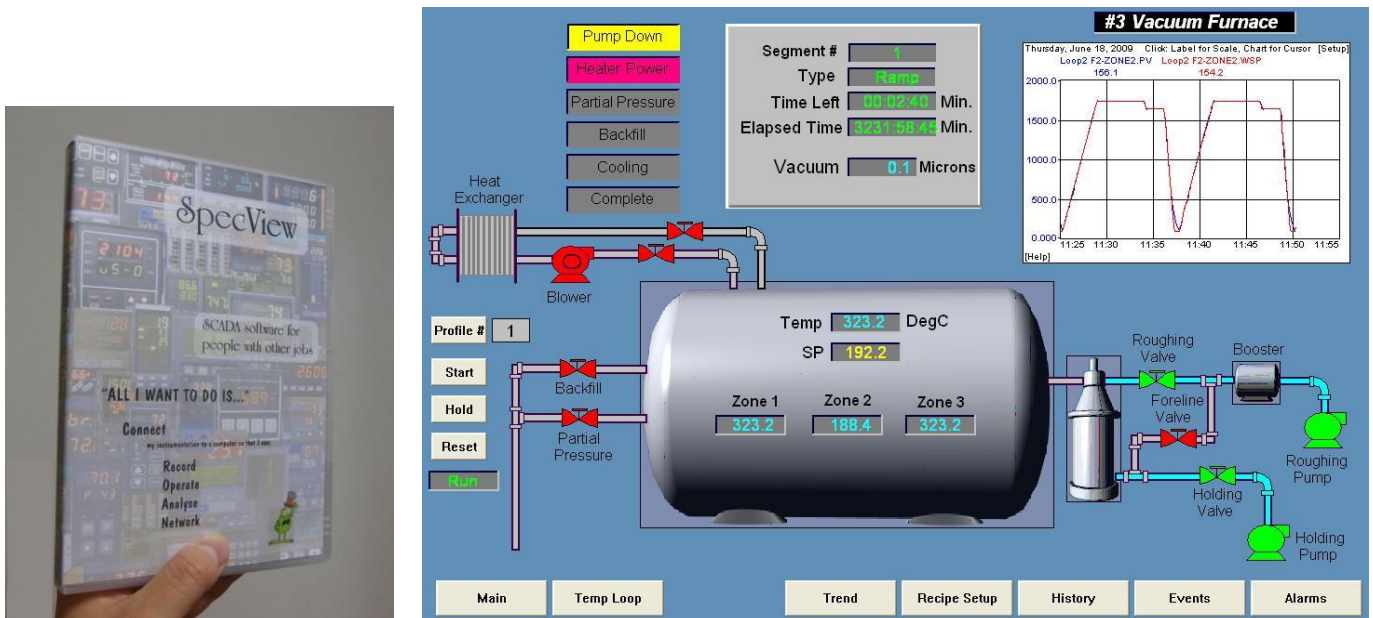 SpecView
SCADA software for
people with other jobs
"ALL I WANT TO DO IS..."
Connect
my instrumentation to a computer so that I can:
Record
Operate
Analyse
Network
#3 Vacuum Furnace
Pump Down
Heater Power
Partial Pressure
Backfill
Cooling
Complete
Segment # 1
Type Ramp
Time Left 00:02:40 Min.
Elapsed Time 3231:58:45 Min.
Vacuum 0.1 Microns
Thursday, June 18, 2009 Click: Label for Scale, Chart for Cursor [Setup]
Loop2 F2-ZONE2.PV Loop2 F2-ZONE2.WSP
156.1 154.2
2000.0
1500.0
1000.0
500.0
0.000
11:25 11:30 11:35 11:40 11:45 11:50 11:55
[Help]
Heat
Exchanger
Blower
Profile # 1
Start
Hold
Reset
Run
Backfill
Partial
Pressure
Temp 323.2 DegC
SP 192.2
Zone 1 Zone 2 Zone 3
323.2 188.4 323.2
Roughing
Valve
Booster
Foreline
Valve
Roughing
Pump
Holding
Valve
Holding
Pump
Main Temp Loop Trend Recipe Setup History Events Alarms